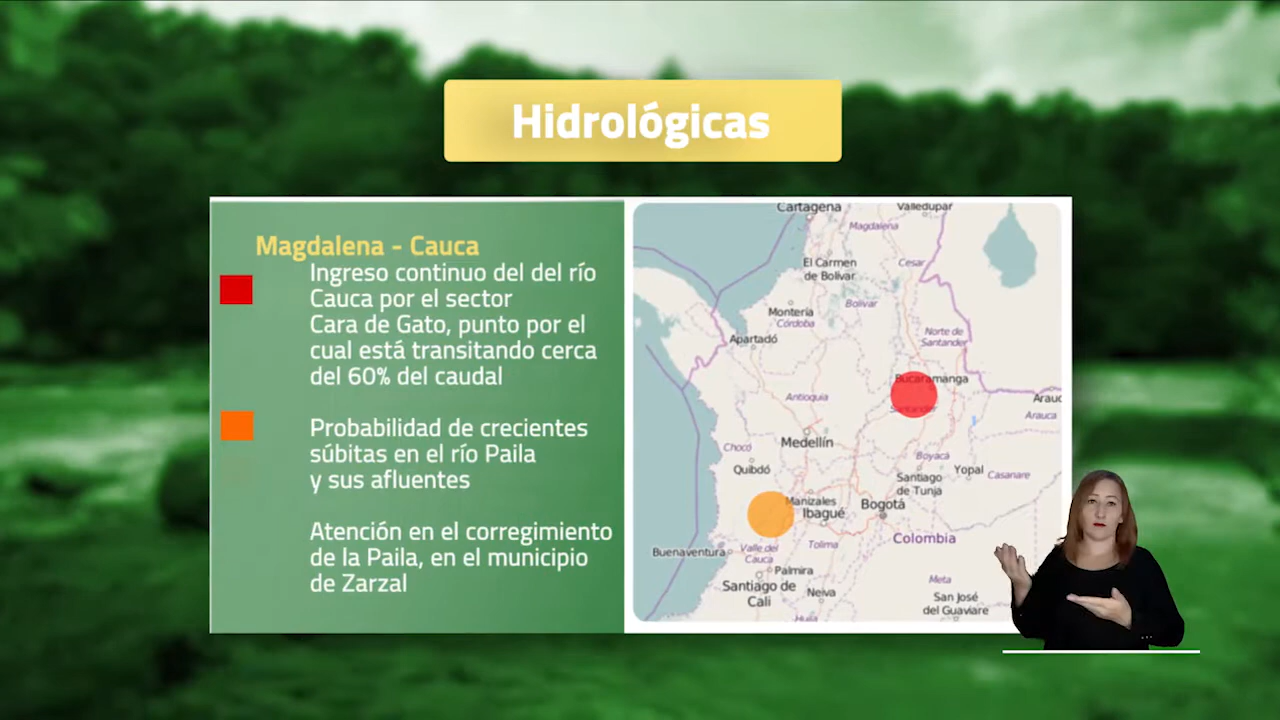 Hidrológicas
Magdalena - Cauca
Ingreso continuo del del río
Cauca por el sector
Cara de Gato, punto por el
cual está transitando cerca
del 60% del caudal
Probabilidad de crecientes
súbitas en el río Paila
y sus afluentes
Atención en el corregimiento
de la Paila, en el municipio
de Zarzal
Cartagena
Valledupar
Magdalena
El Carmen
de Bolívar
Cesar
Bolívar
Montería
Córdoba
Apartadó
Norte de
Santander
Bucaramanga
Santander
Antioquia
Arauc
Arauca
Medellín
Chocó
Quibdó
Boyacá
Yopal
Casanare
Santiago
de Tunja
Manizales
Ibagué
Bogotá
Colombia
Buenaventura
Valle del
Cauca
Tolima
Palmira
Santiago de
Cali
Neiva
Meta
San José
del Guaviare
Huila